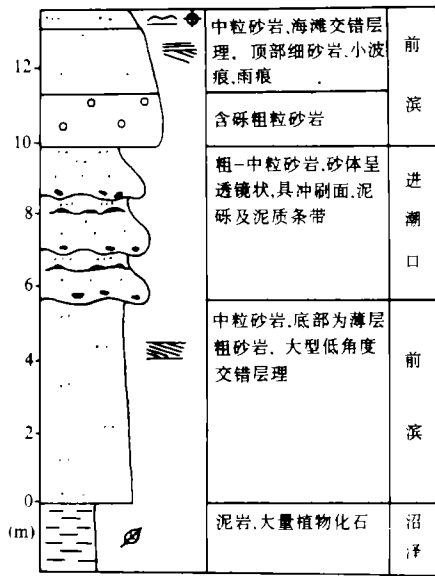 中粒砂岩,海滩交错层
理。顶部细砂岩,小波
痕,雨痕.
前
滨
含砾粗粒砂岩
粗-中粒砂岩,砂体呈
透镜状,具冲刷面,泥
砾及泥质条带
进
潮
口
中粒砂岩,底部为薄层
粗砂岩、大型低角度
交错层理
前
滨
泥岩,大量植物化石
沼
泽
12
10
8
6
4
2
0
(m)